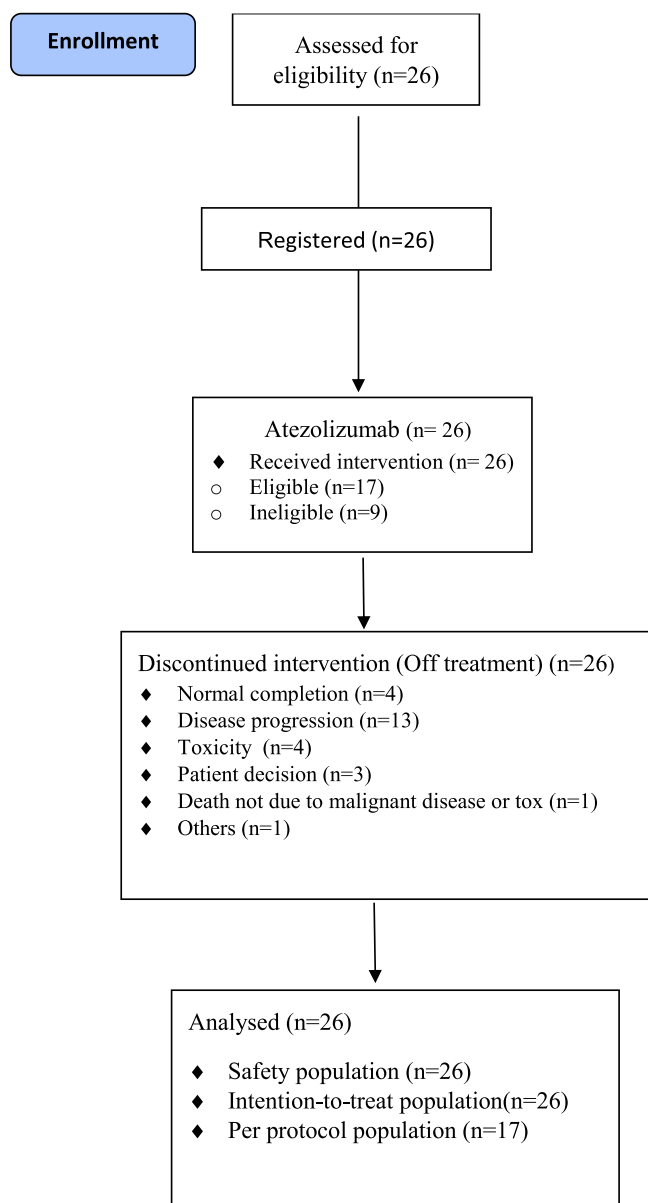 Enrollment
Assessed for
eligibility (n=26)
Registered (n=26)
Atezolizumab (n= 26)
♦ Received intervention (n= 26)
○ Eligible (n=17)
○ Ineligible (n=9)
Discontinued intervention (Off treatment) (n=26)
♦ Normal completion (n=4)
♦ Disease progression (n=13)
♦ Toxicity (n=4)
♦ Patient decision (n=3)
♦ Death not due to malignant disease or tox (n=1)
♦ Others (n=1)
Analysed (n=26)
♦ Safety population (n=26)
♦ Intention-to-treat population(n=26)
♦ Per protocol population (n=17)